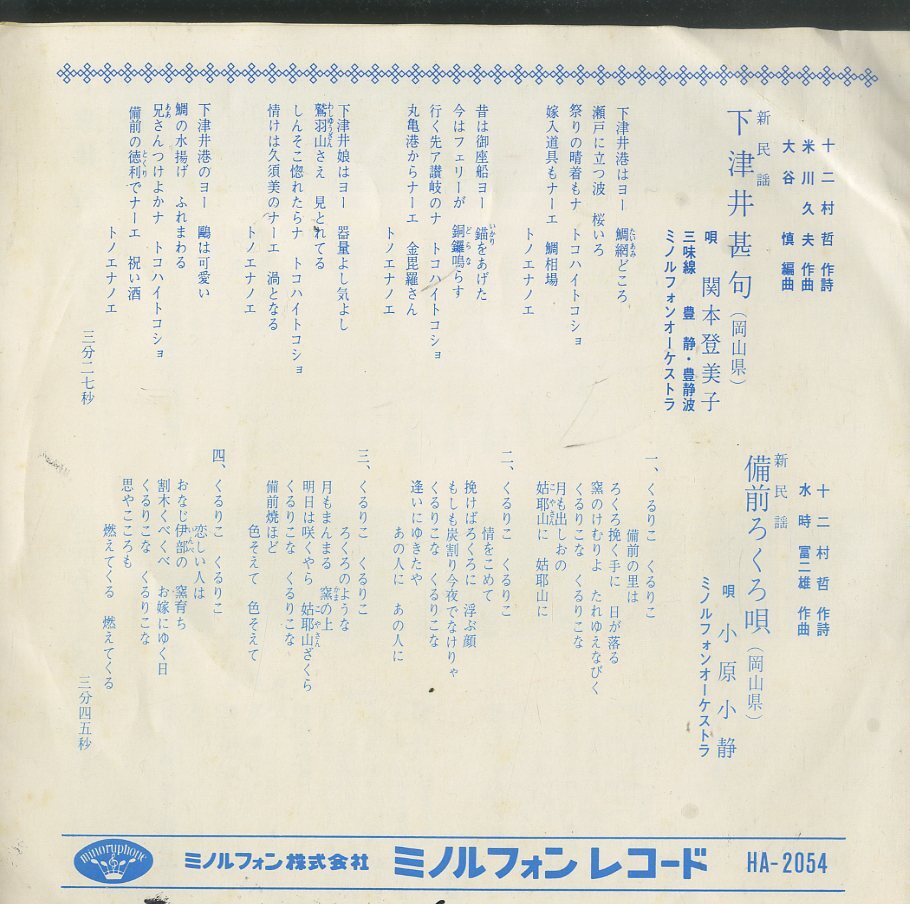 十二村哲 作詩
米川久夫 作曲
大谷慎 編曲
新民謡
下津井甚句(岡山県)
唄 関本登美子
三味線 豊静・豊静波
ミノルフォンオーケストラ
下津井港はヨー 鯛網どころ
瀬戸に立つ波 桜いろ
祭りの晴着もナ トコハイトコショ
嫁入道具もナーエ 鯛相場
トノエナノエ
昔は御座船ヨー 錨をあげた
今はフェリーが 銅鑼鳴らす
行く先ァ讃岐のナ トコハイトコショ
丸亀港からナーエ 金毘羅さん
トノエナノエ
下津井娘はヨー 器量よし気よし
鷲羽山さえ 見とれてる
しんそこ惚れたらナ トコハイトコショ
情けは久須美のナーエ 渦となる
トノエナノエ
下津井港のヨー 鷗は可愛い
鯛の水揚げ ふれまわる
兄さんつけよかナ トコハイトコショ
備前の徳利でナーエ 祝い酒
トノエナノエ
三分二七秒
十二村哲 作詩
水時富二雄 作曲
新民謡
備前ろくろ唄(岡山県)
唄 小原小静
ミノルフォンオーケストラ
一、くるりこ くるりこ
備前の里は
ろくろ挽く手に 日が落る
窯のけむりよ たれゆえなびく
くるりこな くるりこな
月も出しおの
姑耶山に 姑耶山に
二、くるりこ くるりこ
情をこめて
挽けばろくろに 浮ぶ顔
もしも炭割り今夜でなけりゃ
くるりこな くるりこな
逢いにゆきたや
あの人に あの人に
三、くるりこ くるりこ
ろくろのような
月もまんまる 窯の上
明日は咲くやら 姑耶山ざくら
くるりこな くるりこな
備前焼ほど
色そえて 色そえて
四、くるりこ くるりこ
恋しい人は
おなじ伊部の 窯育ち
割木くべくべ お嫁にゆく日
くるりこな くるりこな
思やこころも
燃えてくる 燃えてくる
三分四五秒
minoryphone
ミノルフォン株式会社 ミノルフォンレコード HA-2054